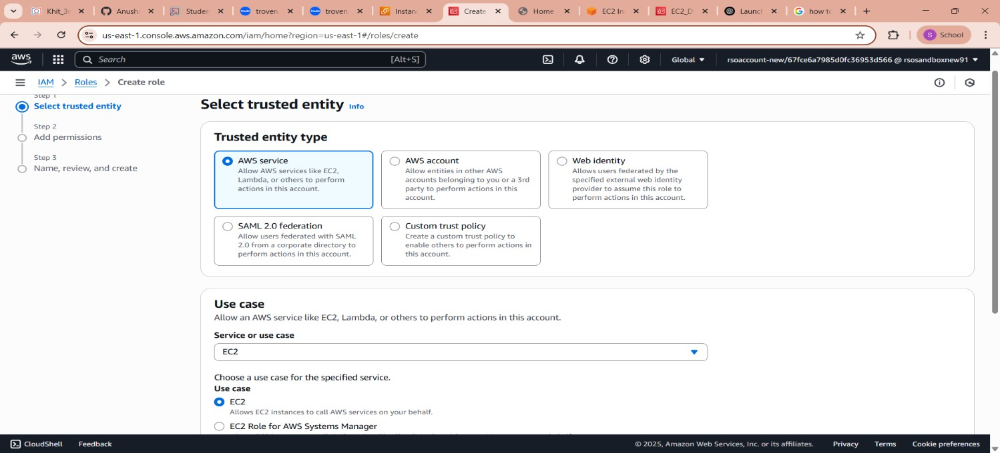 Khit_3
Anush
Studen
troven
troven
Instanc
Create
Home
EC2 In
EC2_D
Launcl
how to
us-east-1.console.aws.amazon.com/iam/home?region=us-east-1#/roles/create
S School
aws
Search [Alt+S]
Global
rsoaccount-new/67fce6a7985d0fc36953d566 @ rsosandboxnew91
IAM > Roles > Create role
Step 1
Select trusted entity
Step 2
Add permissions
Step 3
Name, review, and create
Select trusted entity Info
Trusted entity type
AWS service
Allow AWS services like EC2,
Lambda, or others to perform
actions in this account.
AWS account
Allow entities in other AWS
accounts belonging to you or a 3rd
party to perform actions in this
account.
Web identity
Allows users federated by the
specified external web identity
provider to assume this role to
perform actions in this account.
SAML 2.0 federation
Allow users federated with SAML
2.0 from a corporate directory to
perform actions in this account.
Custom trust policy
Create a custom trust policy to
enable others to perform actions in
this account.
Use case
Allow an AWS service like EC2, Lambda, or others to perform actions in this account.
Service or use case
EC2
Choose a use case for the specified service.
Use case
EC2
Allows EC2 instances to call AWS services on your behalf.
EC2 Role for AWS Systems Manager
CloudShell Feedback © 2025, Amazon Web Services, Inc. or its affiliates. Privacy Terms Cookie preferences